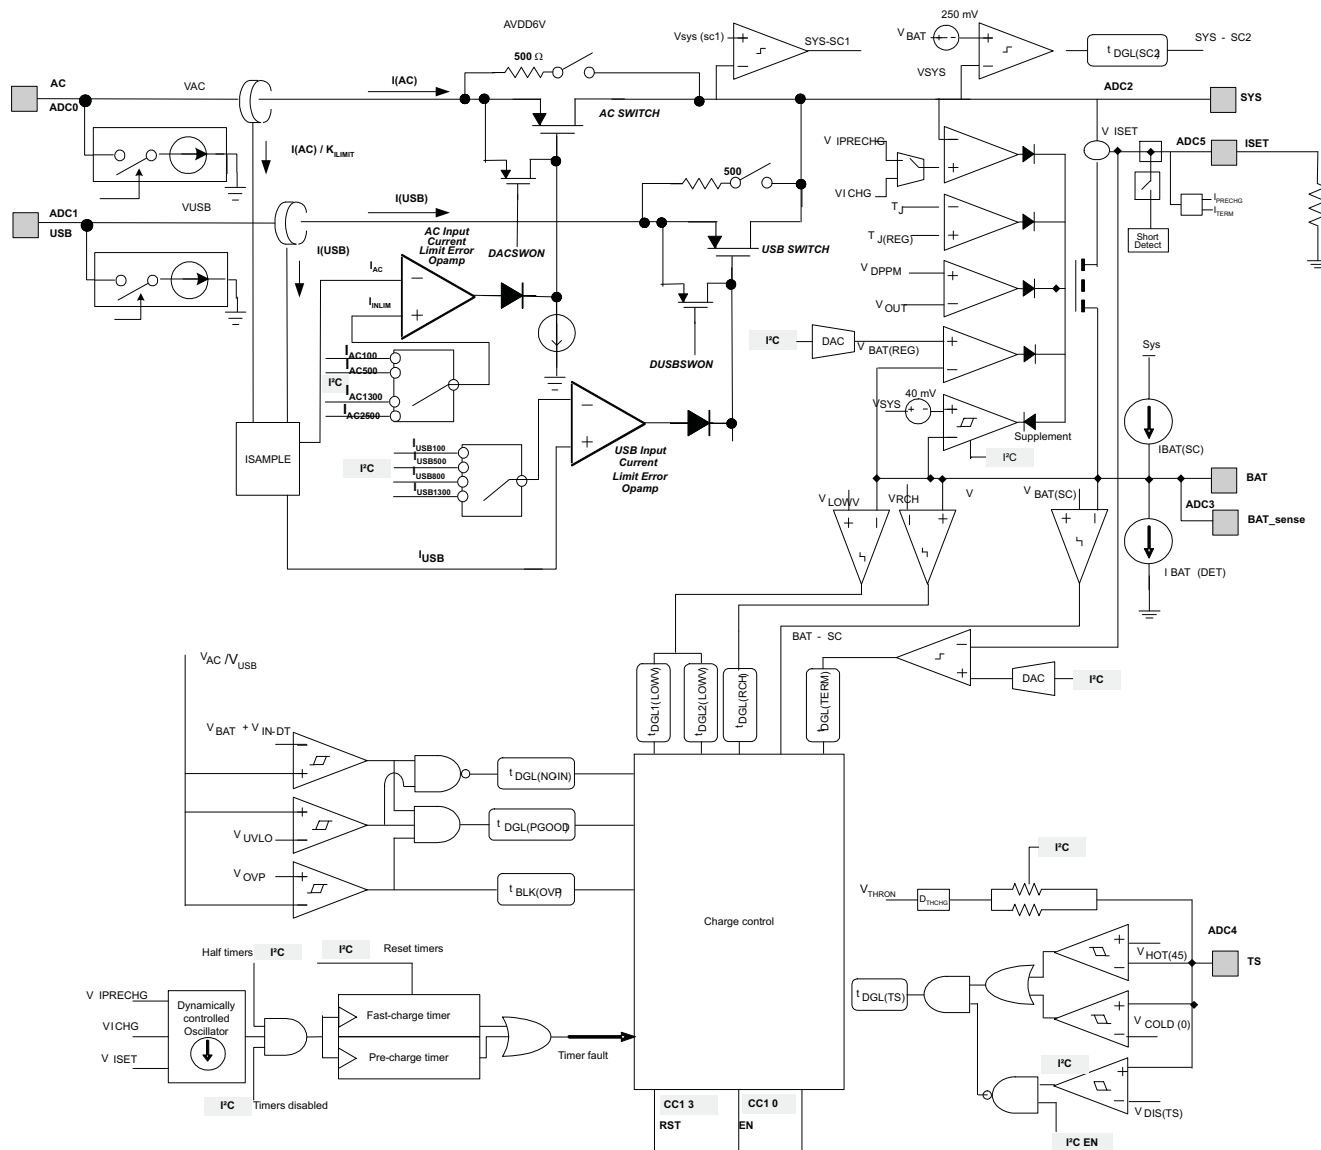 AVDD6V
Vsys (sc1)
SYS-SC1
250 mV
V BAT
VSYS
t DGL(SC2)
SYS - SC2
AC
ADC0
VAC
I(AC)
500 Ω
AC SWITCH
ADC2
SYS
I(AC) / K ILIMIT
V IPRECHG
VICHG
V ISET
ADC5
ISET
IPRECHG
ITERM
Short
Detect
ADC1
USB
VUSB
I(USB)
500
USB SWITCH
TJ
T J(REG)
I(USB)
AC Input
Current
Limit Error
Opamp
DACSWON
I AC
I INLIM
V DPPM
V OUT
I²C
DAC
V BAT(REG)
DUSBSWON
I AC100
I AC500
I²C
I AC1300
I AC2500
VSYS
40 mV
Supplement
I²C
Sys
IBAT(SC)
ISAMPLE
I USB100
I²C
I USB500
I USB800
I USB1300
USB Input
Current
Limit Error
Opamp
V LOWV
VRCH
V
V BAT(SC)
BAT
ADC3
BAT_sense
I BAT (DET)
I USB
BAT - SC
DAC
I²C
V AC /V USB
t DGL1(LOWV)
t DGL2(LOWV)
t DGL(RCH)
t DGL(TERM)
V BAT + V IN-DT
t DGL(NO-IN)
V UVLO
t DGL(PGOOD)
V OVP
t BLK(OVP)
Charge control
I²C
V THRON
D THCHG
ADC4
TS
V HOT(45)
t DGL(TS)
V COLD (0)
I²C
V DIS(TS)
I²C EN
Half timers I²C
I²C Reset timers
V IPRECHG
VICHG
V ISET
Dynamically
controlled
Oscillator
Fast-charge timer
Pre-charge timer
Timer fault
I²C Timers disabled
CC1 3
RST
CC1 0
EN